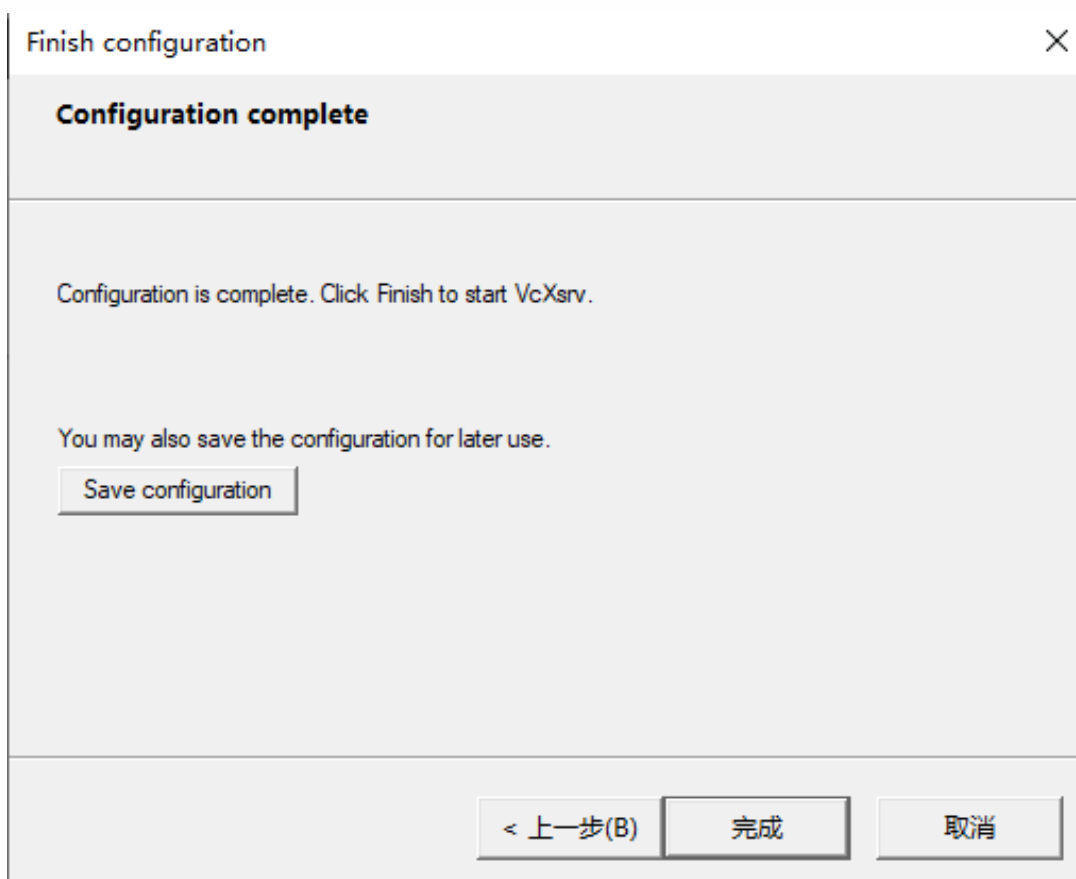 Finish configuration
Configuration complete
Configuration is complete. Click Finish to start VcXsrv.
You may also save the configuration for later use.
Save configuration
< 上一步(B)
完成
取消